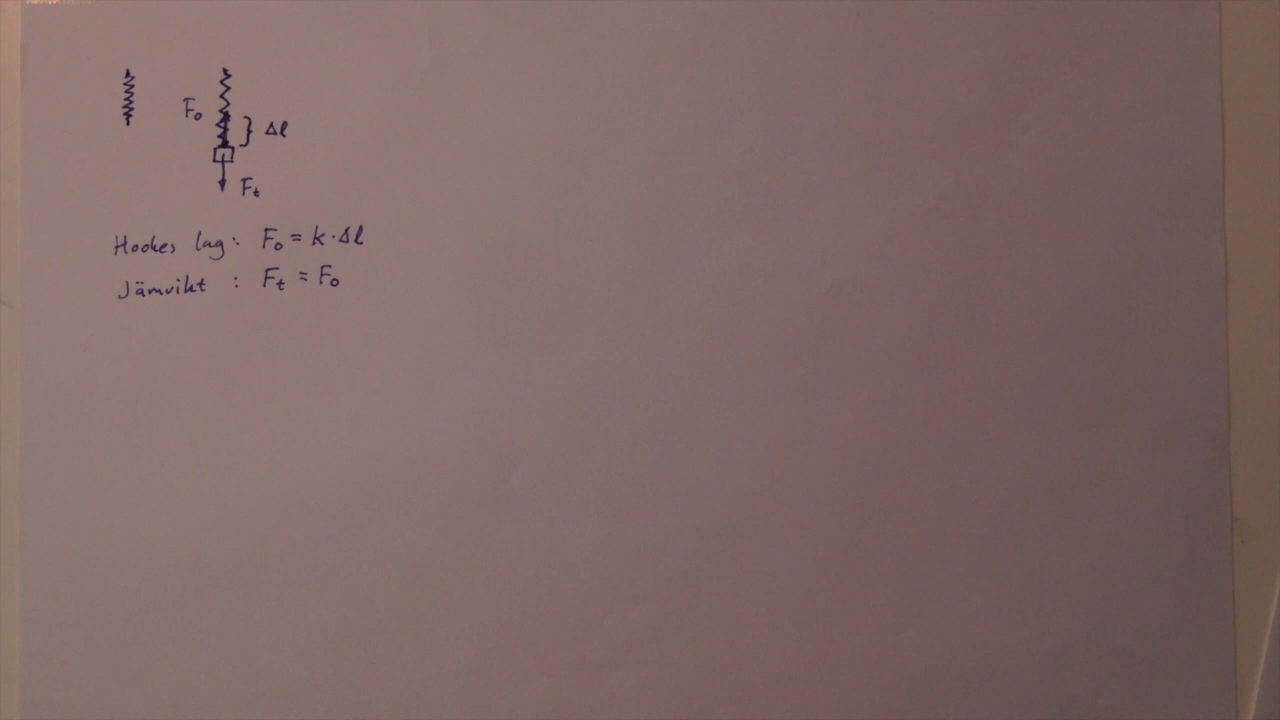 F₀
Δl
Fₜ
Hookes lag: F₀ = k·Δl
Jämvikt : Fₜ = F₀